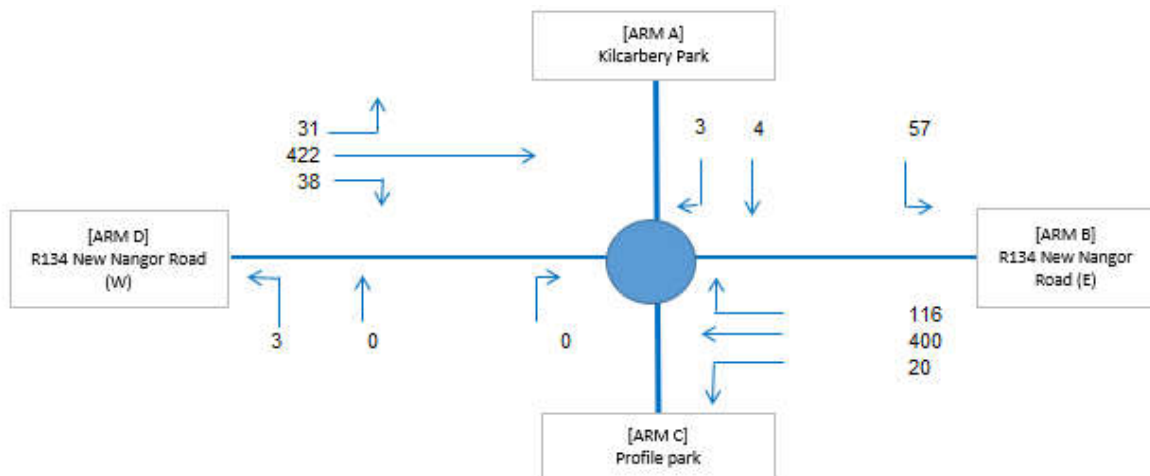 [ARM A]
Kilcarbery Park
31
422
38
3 4 57
[ARM D]
R134 New Nangor Road
(W)
[ARM B]
R134 New Nangor
Road (E)
3 0 0
116
400
20
[ARM C]
Profile park